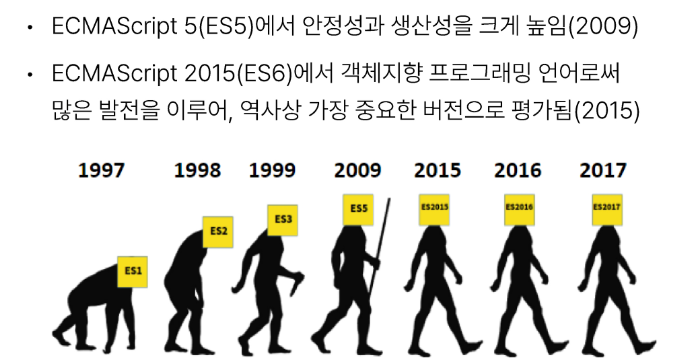 • ECMAScript 5(ES5)에서 안정성과 생산성을 크게 높임(2009)
• ECMAScript 2015(ES6)에서 객체지향 프로그래밍 언어로써
많은 발전을 이루어, 역사상 가장 중요한 버전으로 평가됨(2015)
1997 1998 1999 2009 2015 2016 2017
ES1 ES2 ES3 ES5 ES2015 ES2016 ES2017